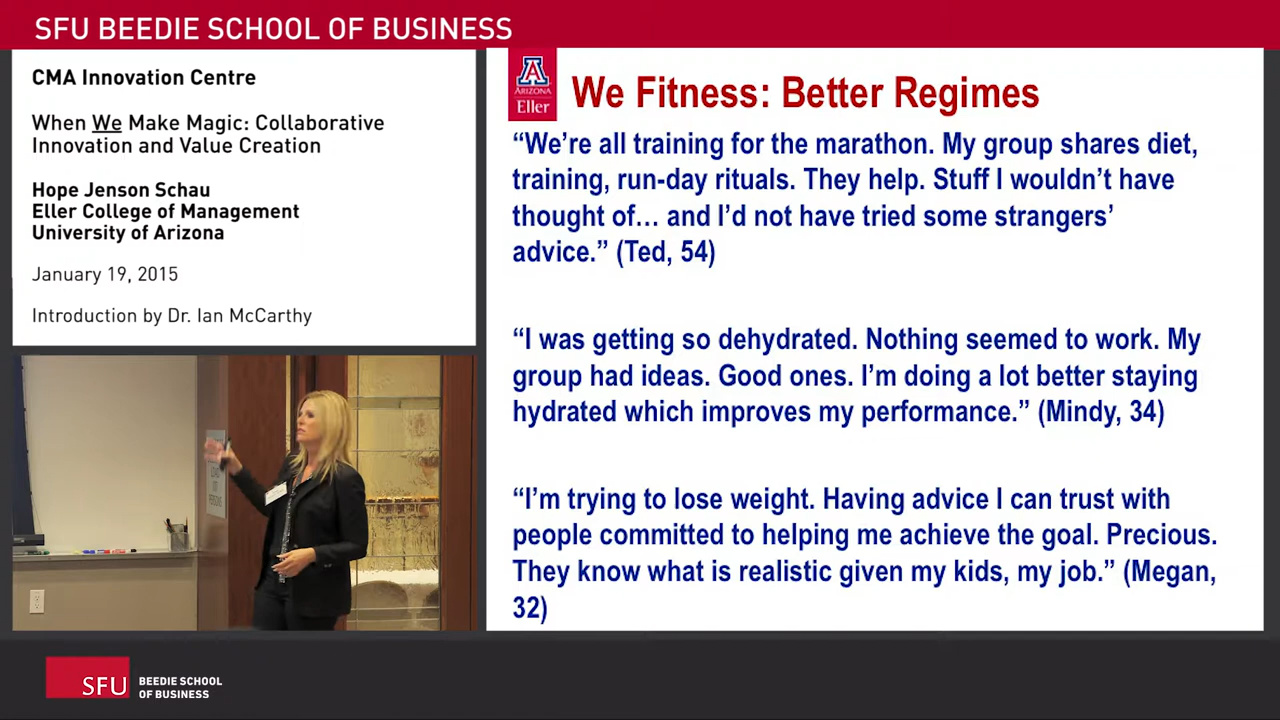 SFU BEEDIE SCHOOL OF BUSINESS
CMA Innovation Centre
When We Make Magic: Collaborative
Innovation and Value Creation
Hope Jenson Schau
Eller College of Management
University of Arizona
January 19, 2015
Introduction by Dr. Ian McCarthy
A
ARIZONA
Eller
We Fitness: Better Regimes
“We’re all training for the marathon. My group shares diet,
training, run-day rituals. They help. Stuff I wouldn’t have
thought of… and I’d not have tried some strangers’
advice.” (Ted, 54)
“I was getting so dehydrated. Nothing seemed to work. My
group had ideas. Good ones. I’m doing a lot better staying
hydrated which improves my performance.” (Mindy, 34)
“I’m trying to lose weight. Having advice I can trust with
people committed to helping me achieve the goal. Precious.
They know what is realistic given my kids, my job.” (Megan,
32)
SFU
BEEDIE SCHOOL
OF BUSINESS